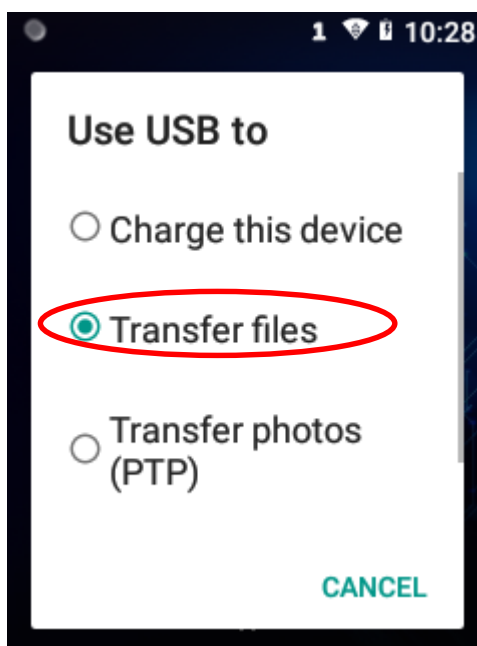 1 10:28
Use USB to
Charge this device
Transfer files
Transfer photos
(PTP)
CANCEL